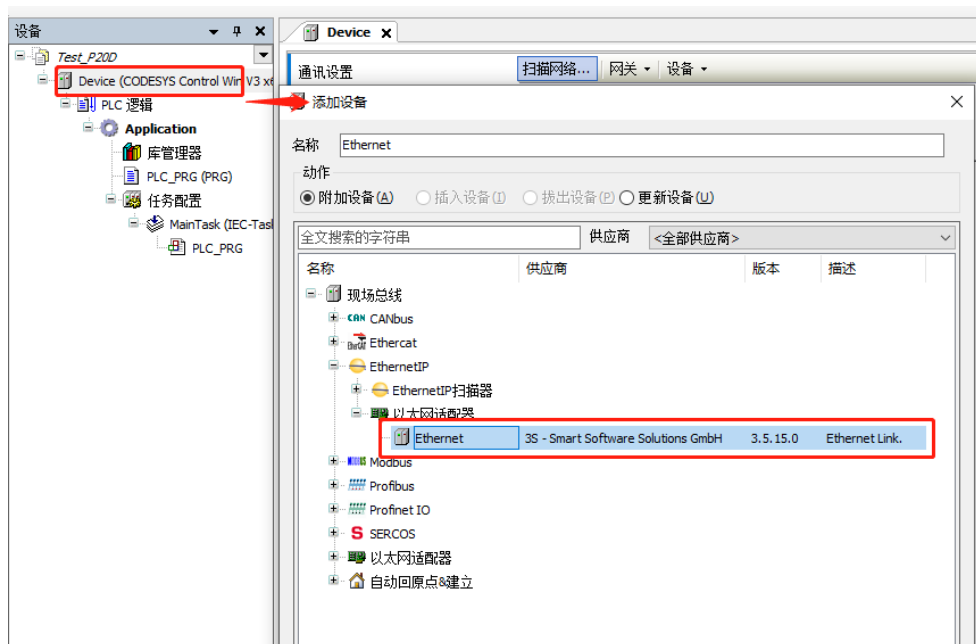 设备
Device
Test_P20D
通讯设置
扫描网络...
网关
设备
Device (CODESYS Control Win V3 x6
PLC 逻辑
添加设备
Application
名称
Ethernet
库管理器
动作
PLC_PRG (PRG)
附加设备(A)
插入设备(I)
拔出设备(P)
更新设备(U)
任务配置
MainTask (IEC-Task
全文搜索的字符串
供应商
<全部供应商>
PLC_PRG
名称
供应商
版本
描述
现场总线
CAN CANbus
Ethercat
EthernetIP
EthernetIP扫描器
以太网适配器
Ethernet
3S - Smart Software Solutions GmbH
3.5.15.0
Ethernet Link.
Modbus
Profibus
Profinet IO
S SERCOS
以太网适配器
自动回原点&建立